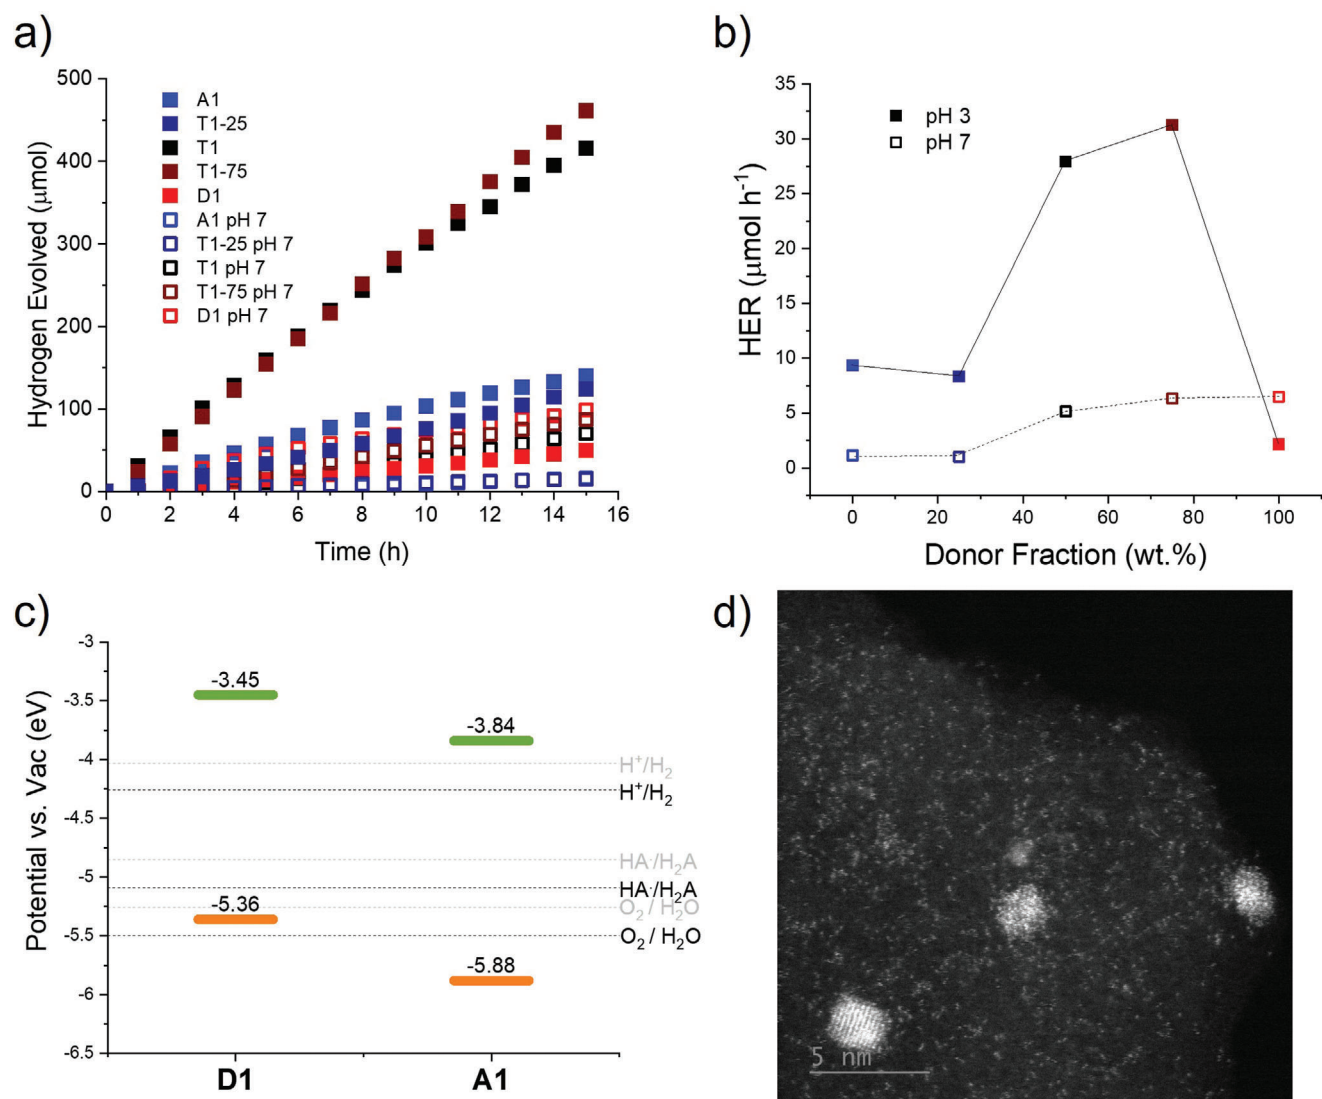 a)
500
400
300
200
100
0
Hydrogen Evolved (μmol)
A1
T1-25
T1
T1-75
D1
A1 pH 7
T1-25 pH 7
T1 pH 7
T1-75 pH 7
D1 pH 7
0 2 4 6 8 10 12 14 16
Time (h)
b)
35
30
25
20
15
10
5
0
HER (μmol h⁻¹)
pH 3
pH 7
0 20 40 60 80 100
Donor Fraction (wt.%)
c)
-3
-3.5
-4
-4.5
-5
-5.5
-6
-6.5
Potential vs. Vac (eV)
-3.45
-3.84
H⁺/H₂
H⁺/H₂
HA·/H₂A
HA·/H₂A
O₂ / H₂O
O₂ / H₂O
-5.36
-5.88
D1 A1
d)
5 nm